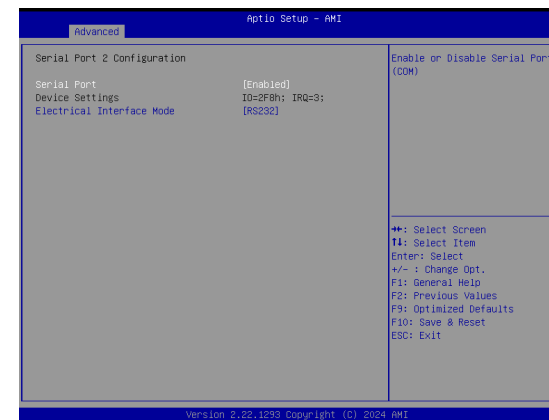 Aptio Setup - AMI
Advanced
Serial Port 2 Configuration
Serial Port [Enabled]
Device Settings IO=2F8h; IRQ=3;
Electrical Interface Mode [RS232]
Enable or Disable Serial Por
(COM)
→←: Select Screen
↑↓: Select Item
Enter: Select
+/- : Change Opt.
F1: General Help
F2: Previous Values
F9: Optimized Defaults
F10: Save & Reset
ESC: Exit
Version 2.22.1293 Copyright (C) 2024 AMI